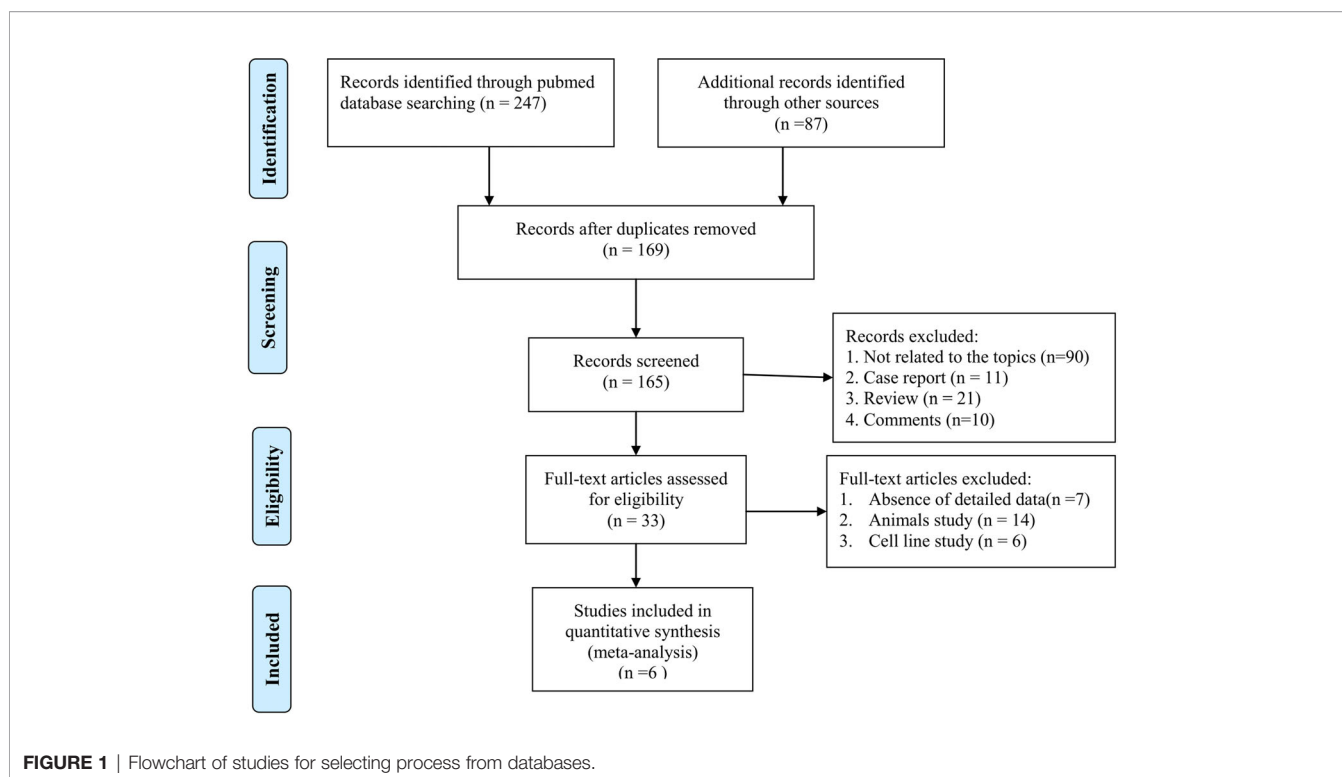 Identification
Records identified through pubmed
database searching (n = 247)
Additional records identified
through other sources
(n =87)
Screening
Records after duplicates removed
(n = 169)
Records screened
(n = 165)
Records excluded:
1. Not related to the topics (n=90)
2. Case report (n = 11)
3. Review (n = 21)
4. Comments (n=10)
Eligibility
Full-text articles assessed
for eligibility
(n = 33)
Full-text articles excluded:
1. Absence of detailed data(n =7)
2. Animals study (n = 14)
3. Cell line study (n = 6)
Included
Studies included in
quantitative synthesis
(meta-analysis)
(n =6 )
FIGURE 1 | Flowchart of studies for selecting process from databases.